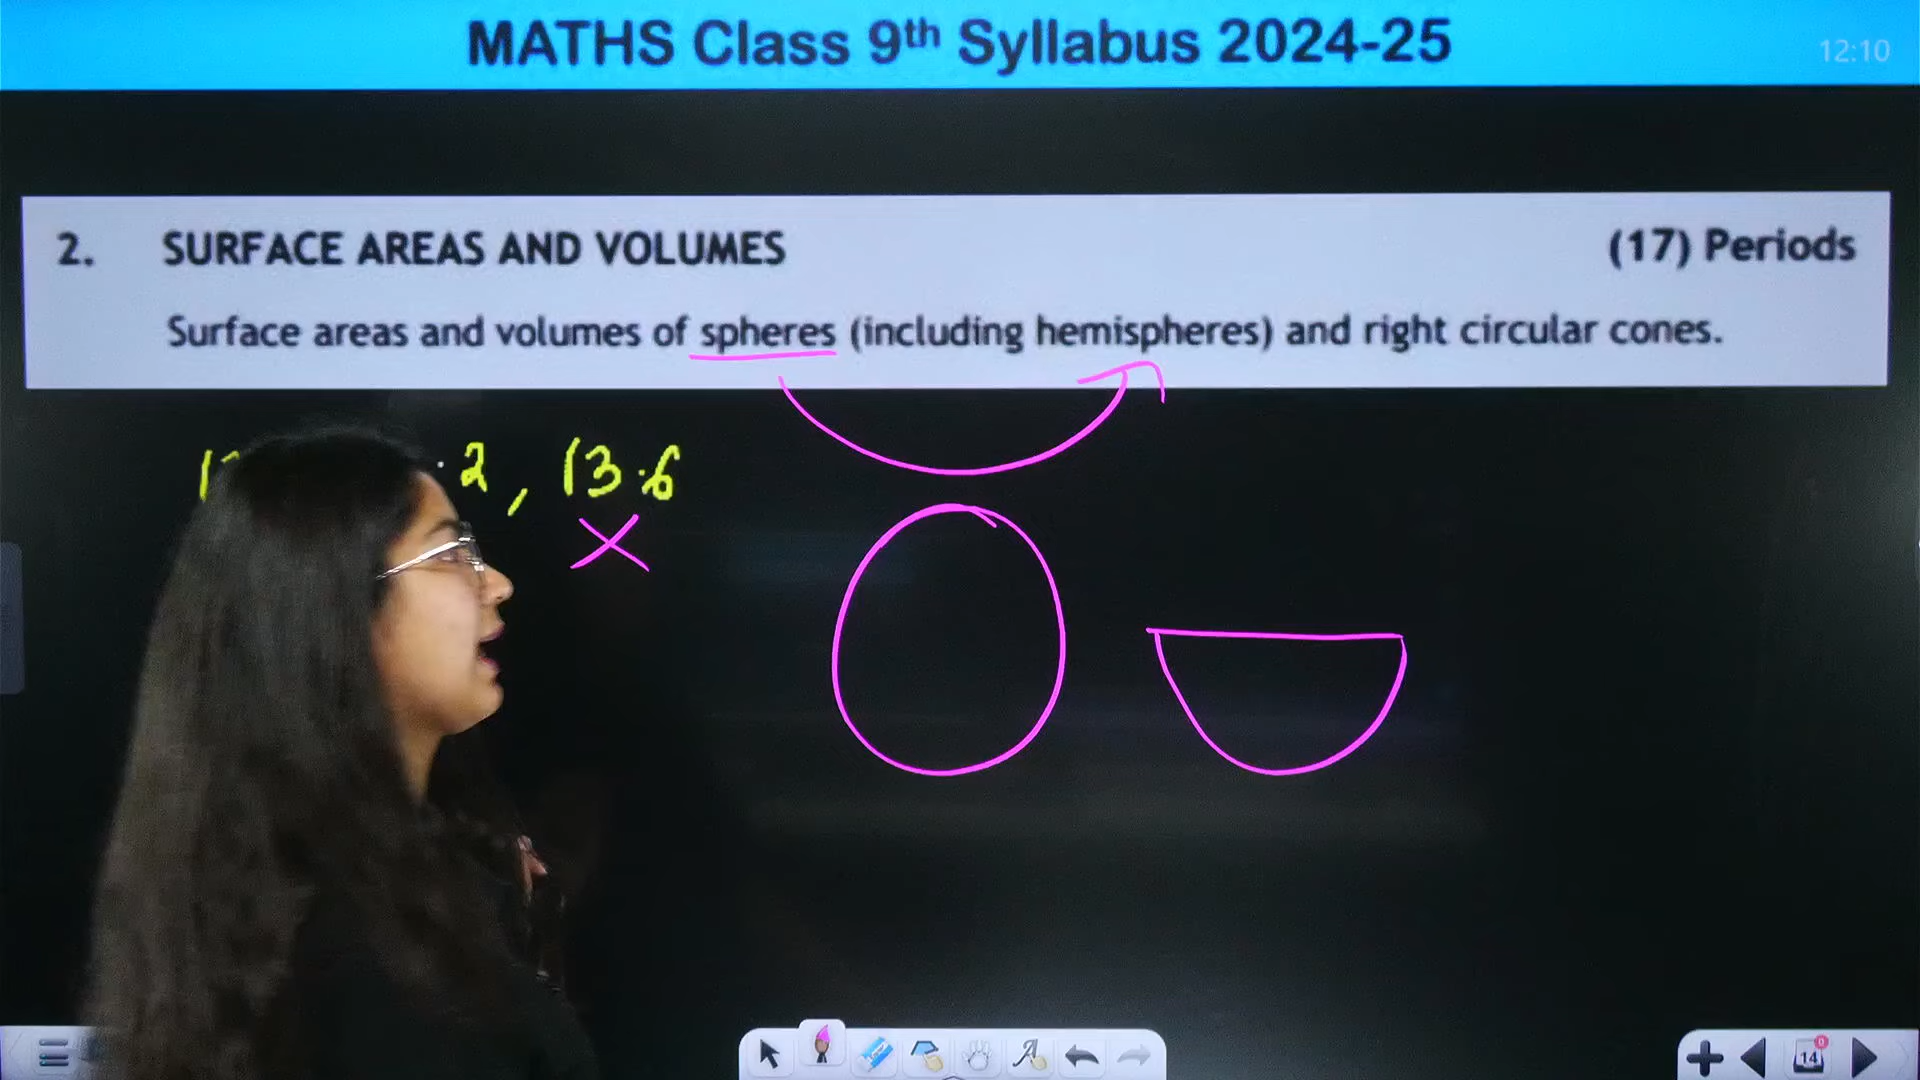 MATHS Class 9th Syllabus 2024-25
12:10
2. SURFACE AREAS AND VOLUMES (17) Periods
Surface areas and volumes of spheres (including hemispheres) and right circular cones.
2, 13.6
14